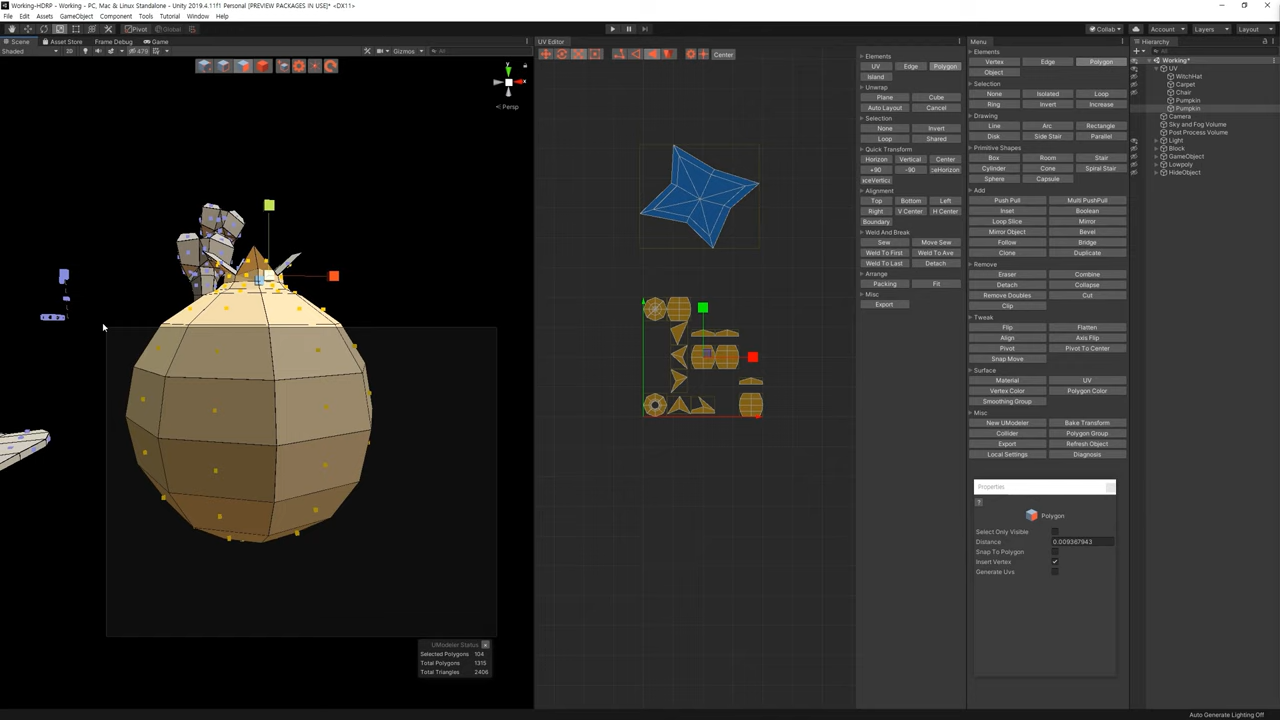 Working-HDRP - Working - PC, Mac & Linux Standalone - Unity 2019.4.11f1 Personal [PREVIEW PACKAGES IN USE]* <DX11>
File Edit Assets GameObject Component Tools Tutorial Window Help
Pivot Global
Collab Account Layers Layout
Scene Asset Store Frame Debug Game
Shaded 2D 479 Gizmos All
Persp
UModeler Status
Selected Polygons 104
Total Polygons 1315
Total Triangles 2406
UV Editor
Center
Elements
UV Edge Polygon
Island
Unwrap
Plane Cube
Auto Layout Cancel
Selection
None Invert
Loop Shared
Quick Transform
Horizon Vertical Center
+90 -90 ceHorizon
iceVertica
Alignment
Top Bottom Left
Right V Center H Center
Boundary
Weld And Break
Sew Move Sew
Weld To First Weld To Ave
Weld To Last Detach
Arrange
Packing Fit
Misc
Export
Menu
Elements
Vertex Edge Polygon
Object
Selection
None Isolated Loop
Ring Invert Increase
Drawing
Line Arc Rectangle
Disk Side Stair Parallel
Primitive Shapes
Box Room Stair
Cylinder Cone Spiral Stair
Sphere Capsule
Add
Push Pull Multi PushPull
Inset Boolean
Loop Slice Mirror
Mirror Object Bevel
Follow Bridge
Clone Duplicate
Remove
Eraser Combine
Detach Collapse
Remove Doubles Cut
Clip
Tweak
Flip Flatten
Align Axis Flip
Pivot Pivot To Center
Snap Move
Surface
Material UV
Vertex Color Polygon Color
Smoothing Group
Misc
New UModeler Bake Transform
Collider Polygon Group
Export Refresh Object
Local Settings Diagnosis
Properties
?
Polygon
Select Only Visible
Distance 0.009367943
Snap To Polygon
Insert Vertex
Generate Uvs
Hierarchy
All
Working*
UV
WitchHat
Carpet
Chair
Pumpkin
Pumpkin
Camera
Sky and Fog Volume
Post Process Volume
Light
Block
GameObject
Lowpoly
HideObject
Auto Generate Lighting Off